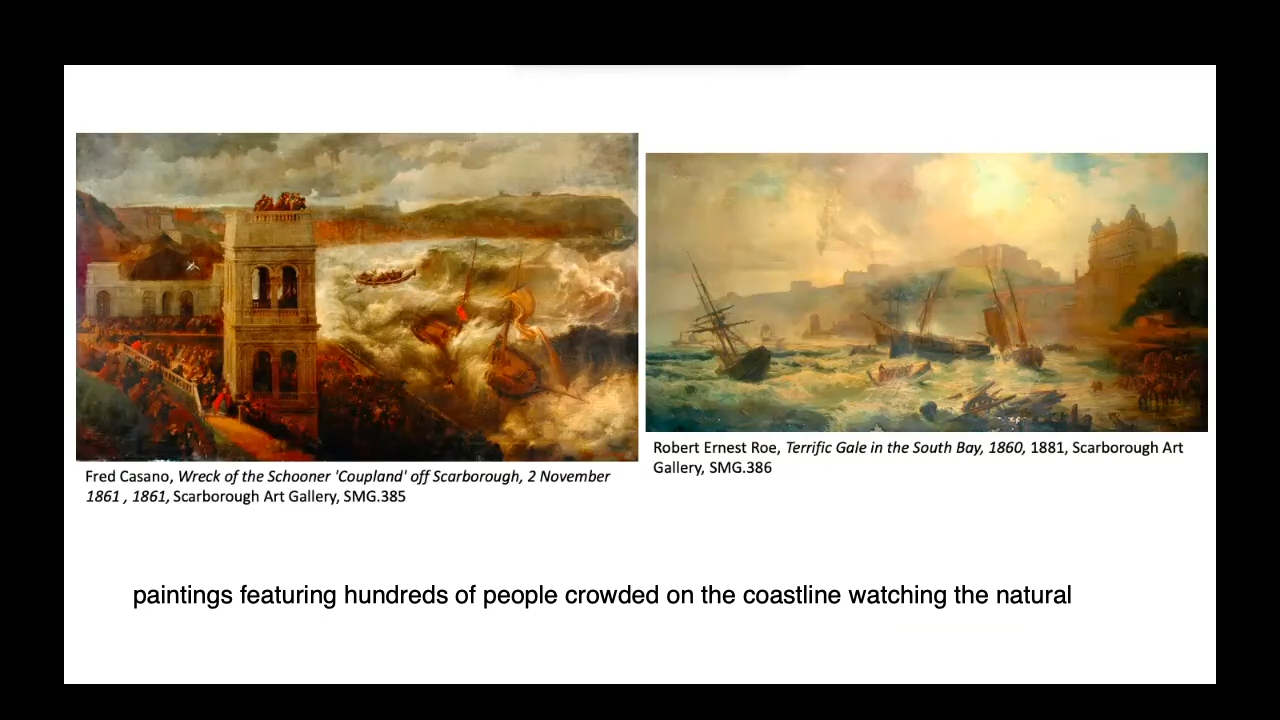 Fred Casano, Wreck of the Schooner 'Coupland' off Scarborough, 2 November
1861 , 1861, Scarborough Art Gallery, SMG.385
Robert Ernest Roe, Terrific Gale in the South Bay, 1860, 1881, Scarborough Art
Gallery, SMG.386
paintings featuring hundreds of people crowded on the coastline watching the natural